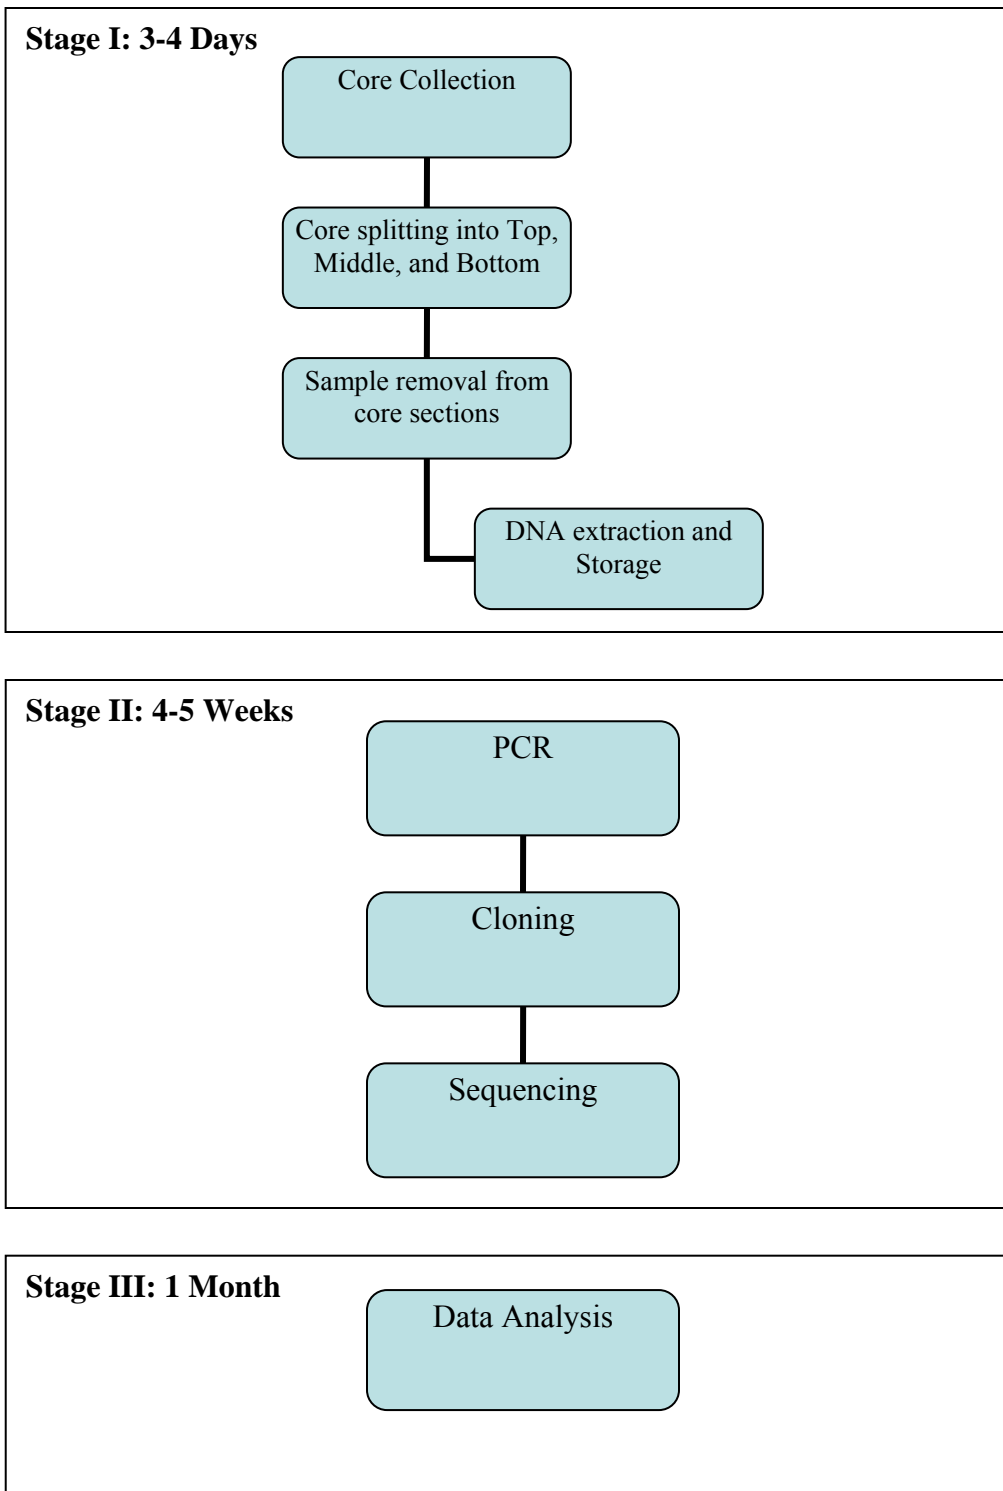 Stage I: 3-4 Days
Core Collection
Core splitting into Top,
Middle, and Bottom
Sample removal from
core sections
DNA extraction and
Storage
Stage II: 4-5 Weeks
PCR
Cloning
Sequencing
Stage III: 1 Month
Data Analysis